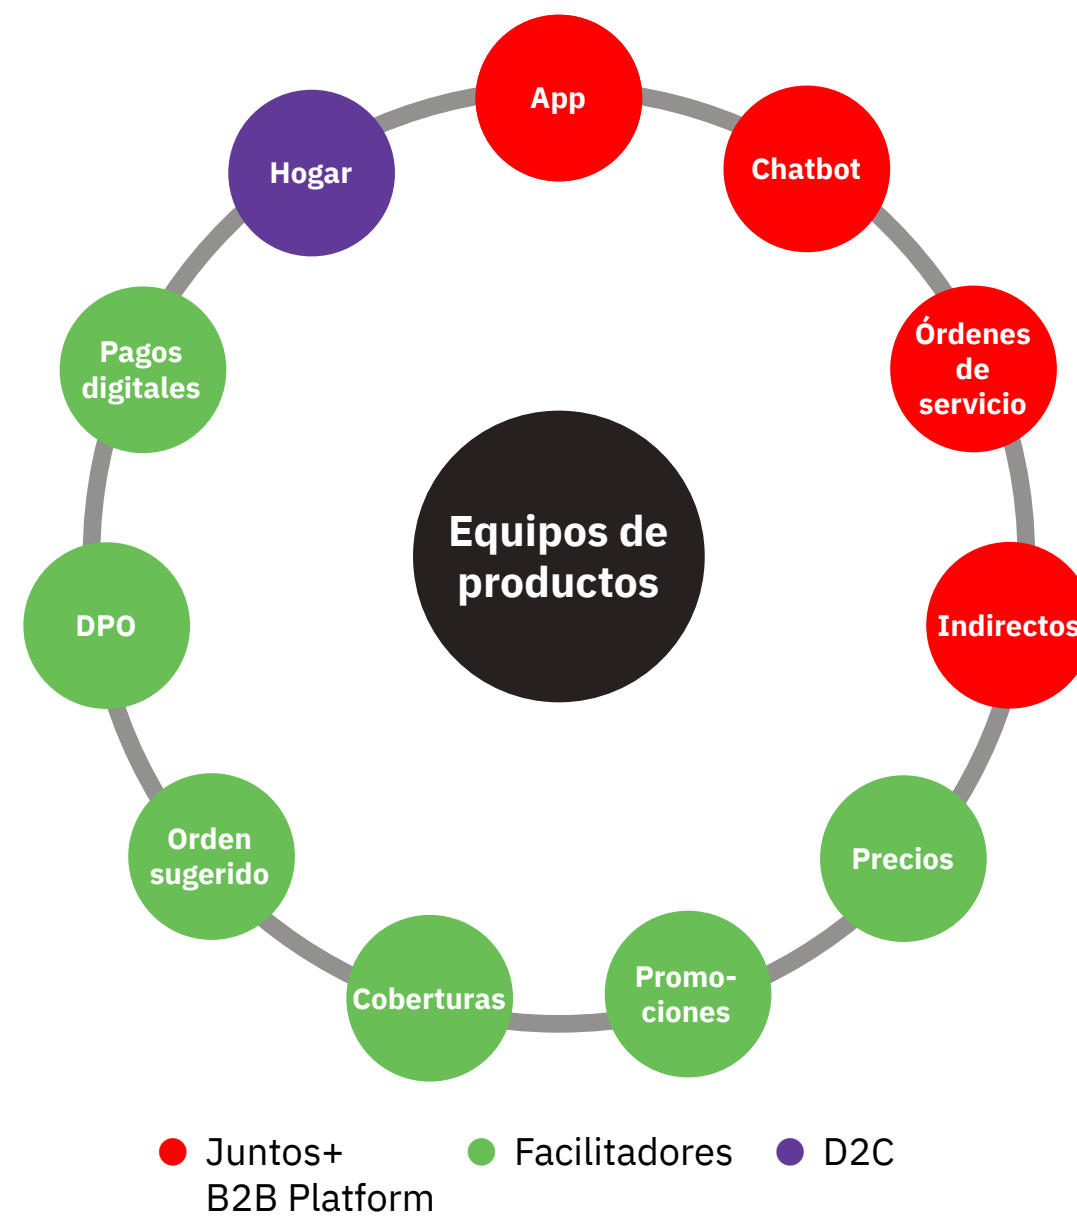 App
Chatbot
Hogar
Órdenes
de
servicio
Pagos
digitales
Equipos de
productos
DPO
Indirectos
Orden
sugerido
Precios
Promo-
ciones
Coberturas
Juntos+
B2B Platform
Facilitadores
D2C